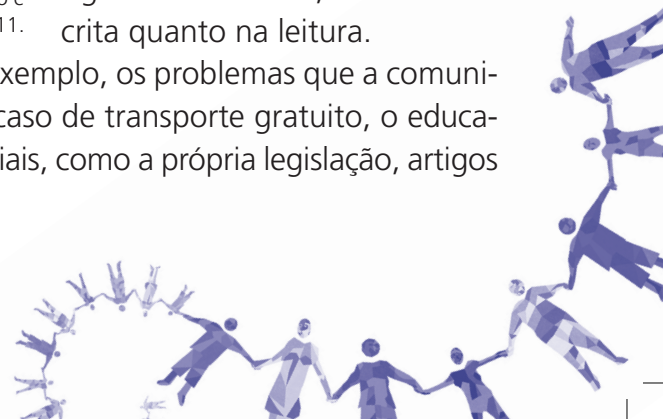 11. crita quanto na leitura.
xemplo, os problemas que a comuni-
caso de transporte gratuito, o educa-
iais, como a própria legislação, artigos